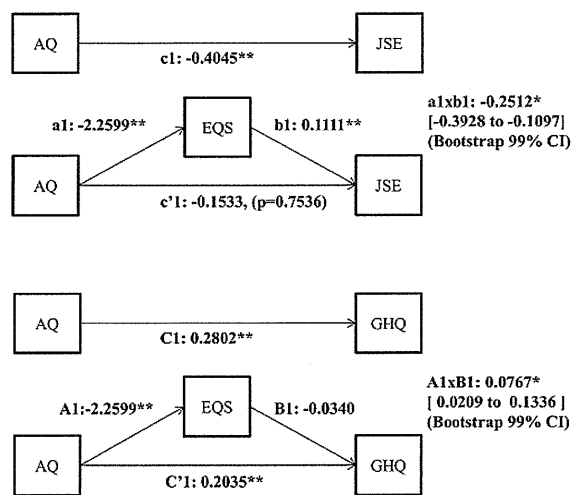 AQ
JSE
c1: -0.4045**
a1xb1: -0.2512*
[-0.3928 to -0.1097]
(Bootstrap 99% CI)
a1: -2.2599**
EQS
b1: 0.1111**
AQ
JSE
c'1: -0.1533, (p=0.7536)
AQ
GHQ
C1: 0.2802**
A1xB1: 0.0767*
[ 0.0209 to 0.1336]
(Bootstrap 99% CI)
A1:-2.2599**
EQS
B1: -0.0340
AQ
GHQ
C'1: 0.2035**